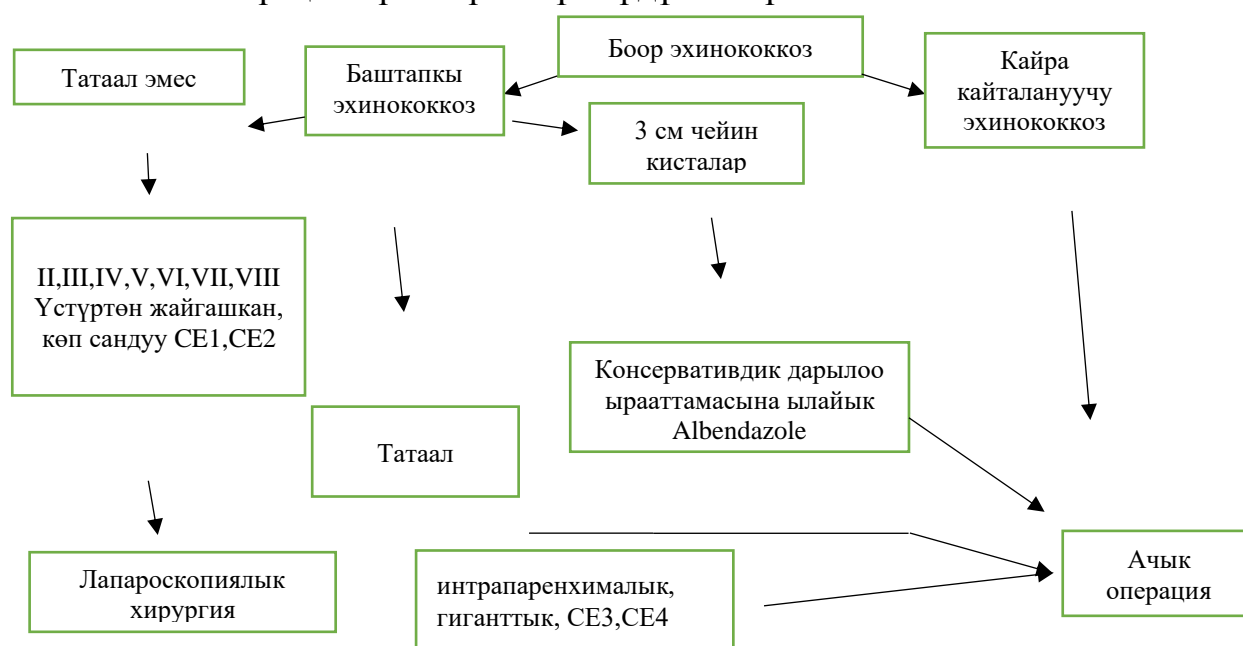 Боор эхинококкоз
Татаал эмес
Баштапкы
эхинококкоз
Кайра
кайталануучу
эхинококкоз
3 см чейин
кисталар
II,III,IV,V,VI,VII,VIII
Үстүртөн жайгашкан,
көп сандуу CE1,CE2
Консервативдик дарылоо
ырааттамасына ылайык
Albendazole
Татаал
Лапароскопиялык
хирургия
интрапаренхималык,
гиганттык, CE3,CE4
Ачык
операция